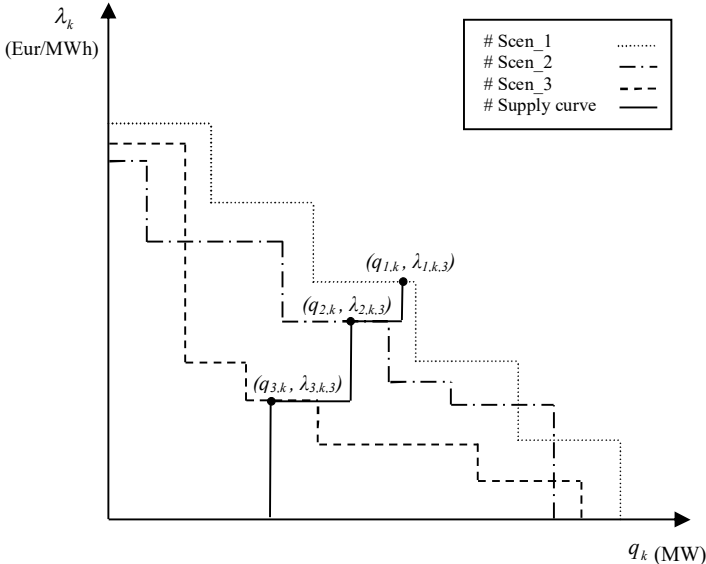 λk
(Eur/MWh)
# Scen_1
# Scen_2
# Scen_3
# Supply curve
(q1,k , λ1,k,3)
(q2,k , λ2,k,3)
(q3,k , λ3,k,3)
qk (MW)